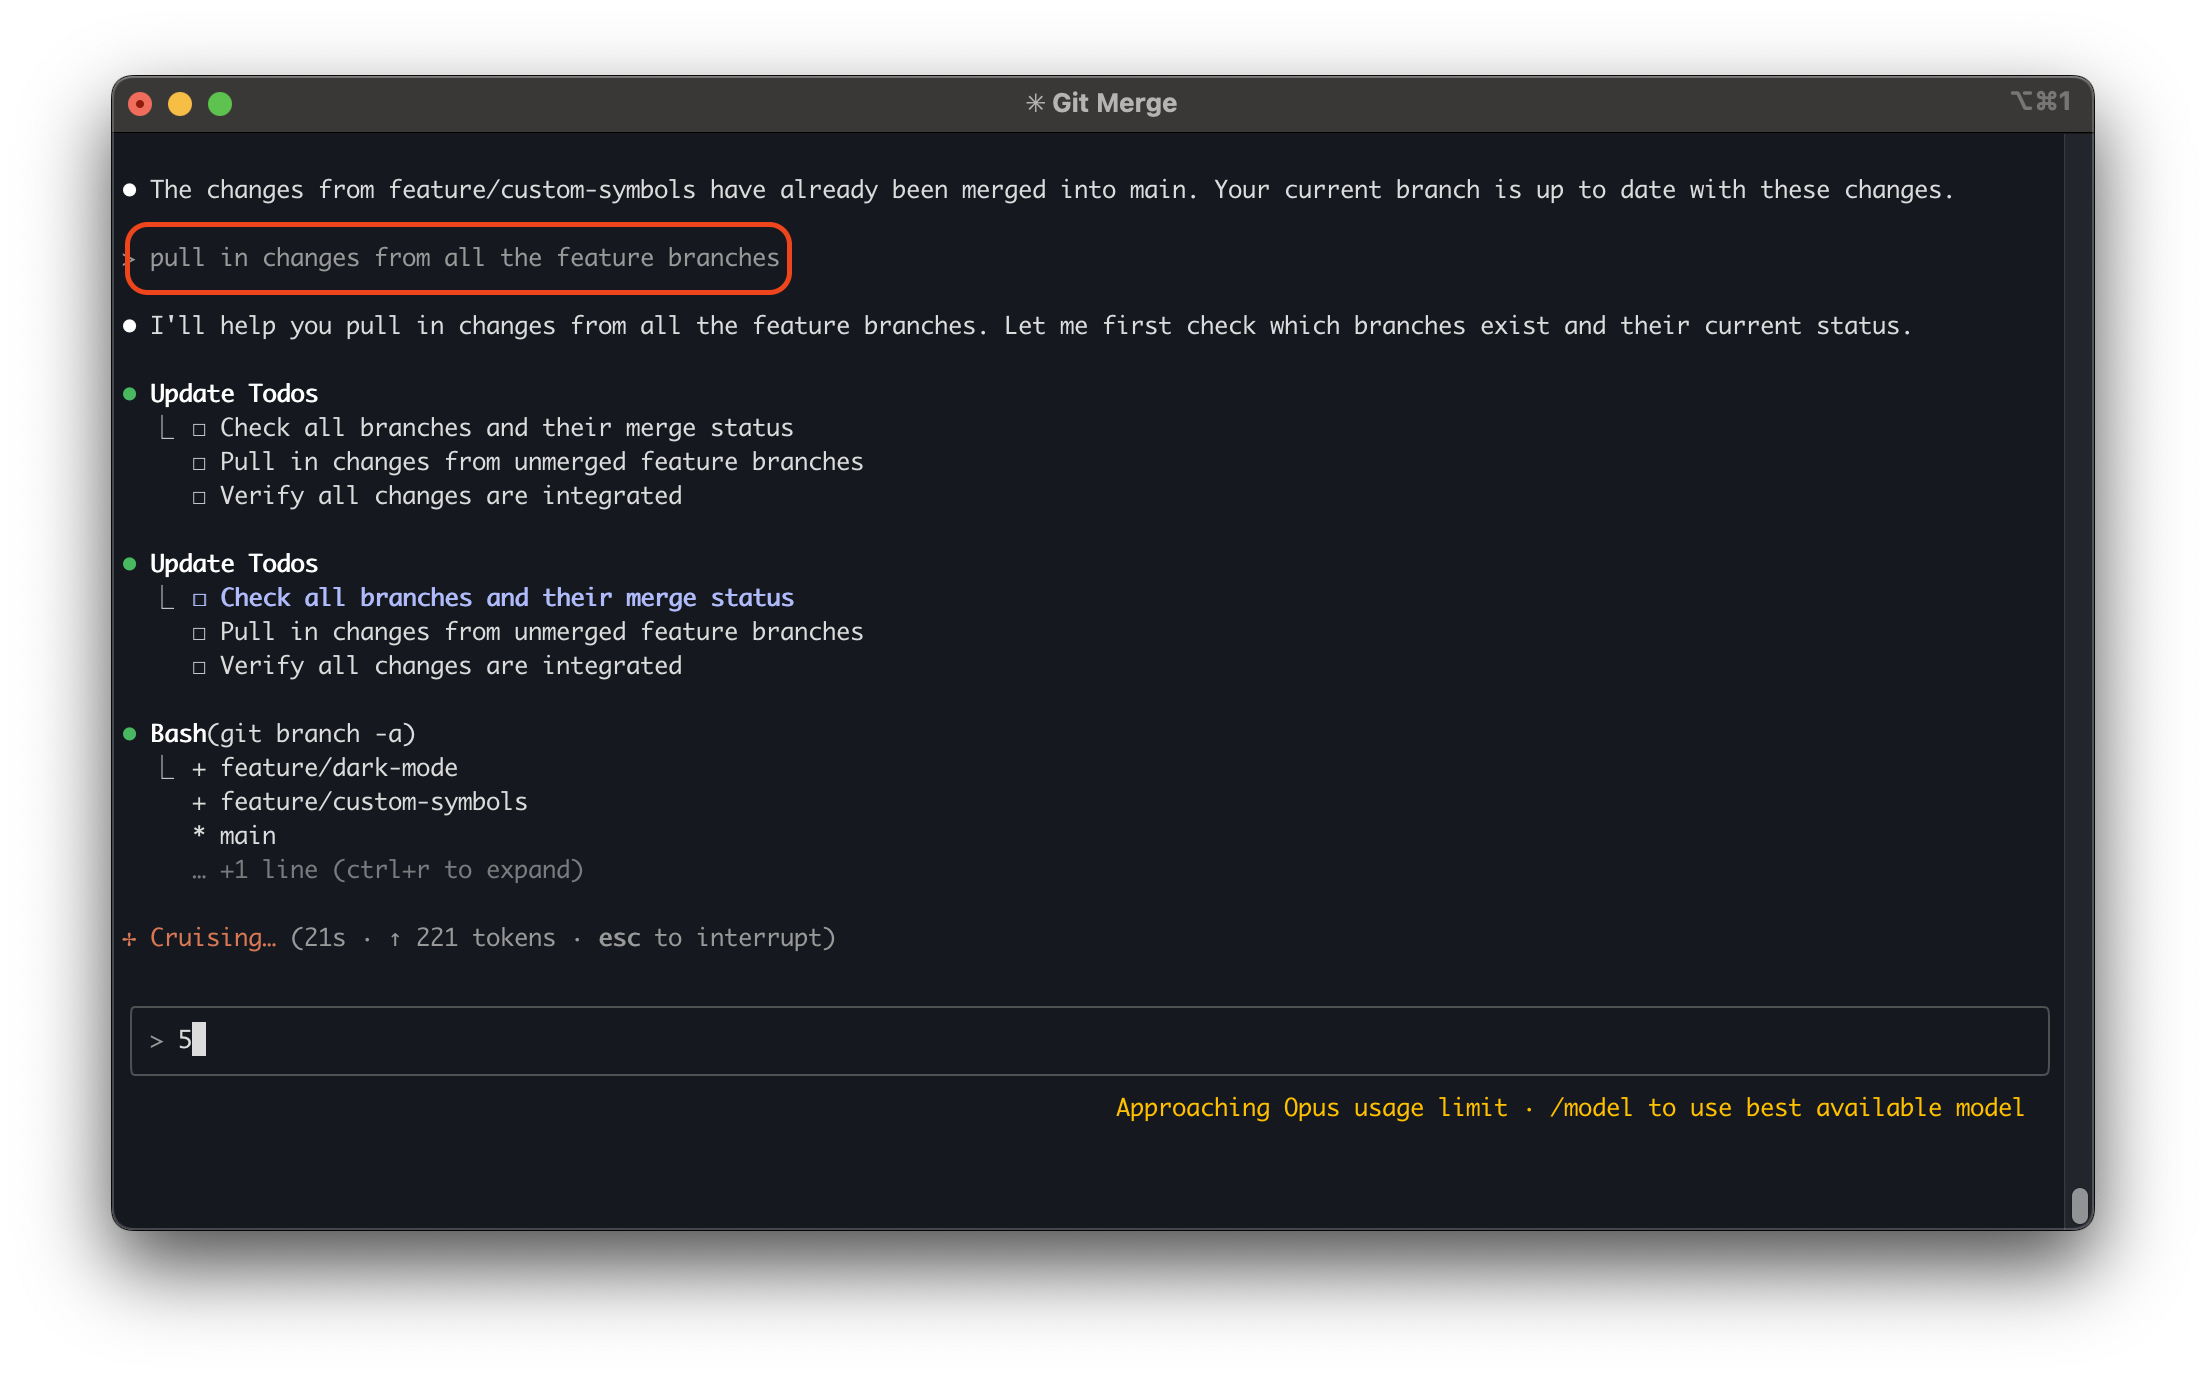 ✳ Git Merge
⌥⌘1
● The changes from feature/custom-symbols have already been merged into main. Your current branch is up to date with these changes.
> pull in changes from all the feature branches
● I'll help you pull in changes from all the feature branches. Let me first check which branches exist and their current status.
● Update Todos
⎿ ☐ Check all branches and their merge status
☐ Pull in changes from unmerged feature branches
☐ Verify all changes are integrated
● Update Todos
⎿ ☐ Check all branches and their merge status
☐ Pull in changes from unmerged feature branches
☐ Verify all changes are integrated
● Bash(git branch -a)
⎿ + feature/dark-mode
+ feature/custom-symbols
* main
… +1 line (ctrl+r to expand)
✢ Cruising… (21s · ↑ 221 tokens · esc to interrupt)
> 5
Approaching Opus usage limit · /model to use best available model